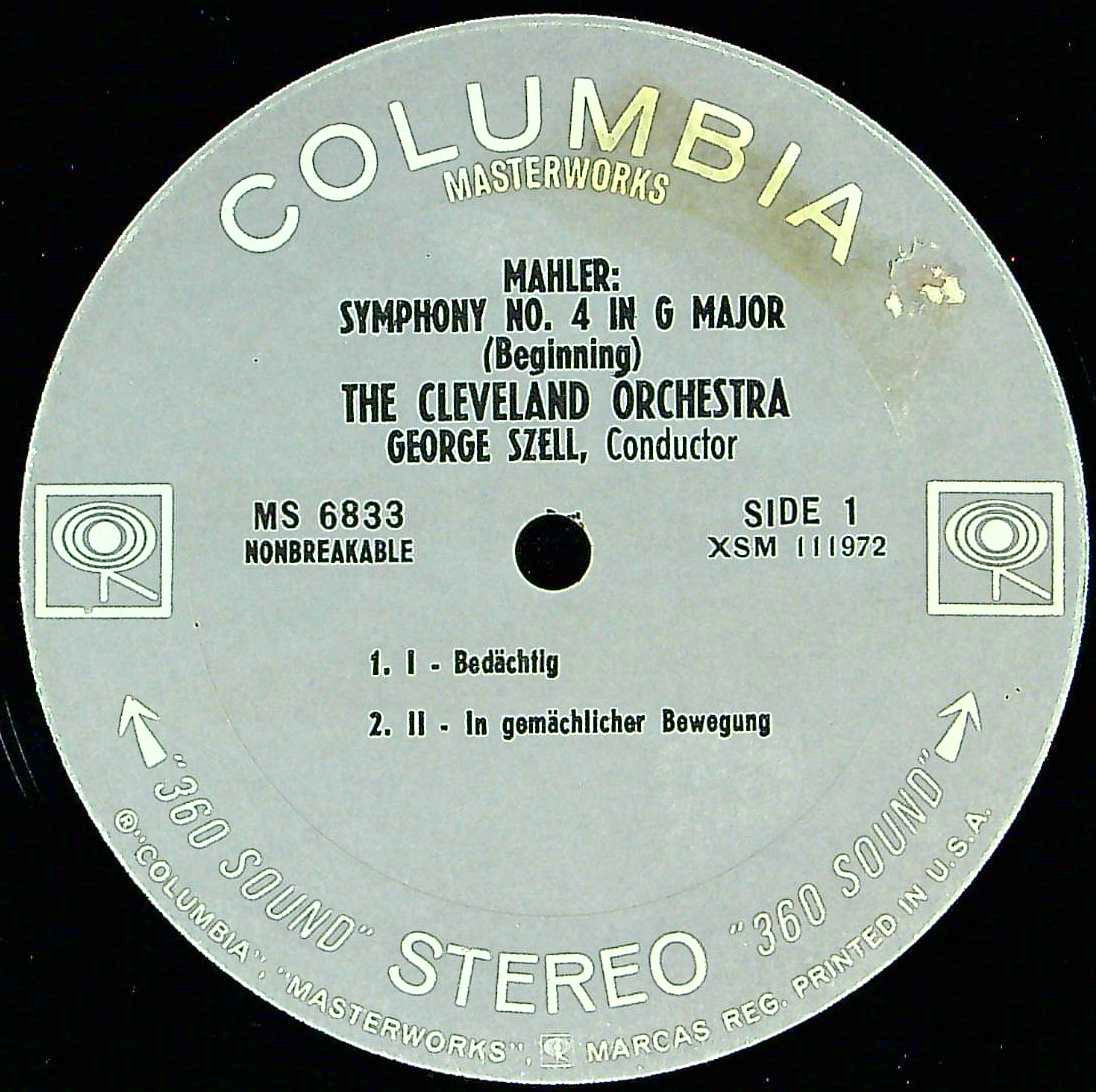 COLUMBIA
MASTERWORKS
MAHLER:
SYMPHONY NO. 4 IN G MAJOR
(Beginning)
THE CLEVELAND ORCHESTRA
GEORGE SZELL, Conductor
MS 6833
NONBREAKABLE
SIDE 1
XSM 111972
1. I - Bedächtig
2. II - In gemächlicher Bewegung
"360 SOUND" STEREO "360 SOUND"
®"COLUMBIA", "MASTERWORKS", MARCAS REG. PRINTED IN U.S.A.